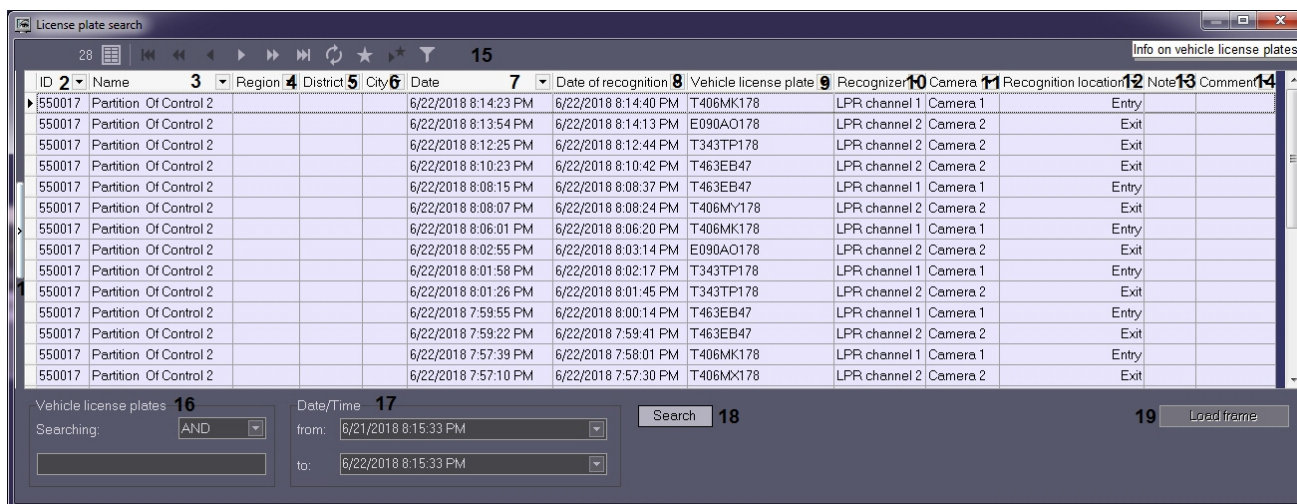 License plate search
28 15
Info on vehicle license plates
ID 2 Name 3 Region 4 District 5 City 6 Date 7 Date of recognition 8 Vehicle license plate 9 Recognizer 10 Camera 11 Recognition location 12 Note 13 Comment 14
550017 Partition Of Control 2 6/22/2018 8:14:23 PM 6/22/2018 8:14:40 PM T406MK178 LPR channel 1 Camera 1 Entry
550017 Partition Of Control 2 6/22/2018 8:13:54 PM 6/22/2018 8:14:13 PM E090AO178 LPR channel 2 Camera 2 Exit
550017 Partition Of Control 2 6/22/2018 8:12:25 PM 6/22/2018 8:12:44 PM T343TP178 LPR channel 2 Camera 2 Exit
550017 Partition Of Control 2 6/22/2018 8:10:23 PM 6/22/2018 8:10:42 PM T463EB47 LPR channel 2 Camera 2 Exit
550017 Partition Of Control 2 6/22/2018 8:08:15 PM 6/22/2018 8:08:37 PM T463EB47 LPR channel 1 Camera 1 Entry
550017 Partition Of Control 2 6/22/2018 8:08:07 PM 6/22/2018 8:08:24 PM T406MY178 LPR channel 2 Camera 2 Exit
550017 Partition Of Control 2 6/22/2018 8:06:01 PM 6/22/2018 8:06:20 PM T406MK178 LPR channel 1 Camera 1 Entry
550017 Partition Of Control 2 6/22/2018 8:02:55 PM 6/22/2018 8:03:14 PM E090AO178 LPR channel 2 Camera 2 Exit
550017 Partition Of Control 2 6/22/2018 8:01:58 PM 6/22/2018 8:02:17 PM T343TP178 LPR channel 1 Camera 1 Entry
1 550017 Partition Of Control 2 6/22/2018 8:01:26 PM 6/22/2018 8:01:45 PM T343TP178 LPR channel 2 Camera 2 Exit
550017 Partition Of Control 2 6/22/2018 7:59:55 PM 6/22/2018 8:00:14 PM T463EB47 LPR channel 1 Camera 1 Entry
550017 Partition Of Control 2 6/22/2018 7:59:22 PM 6/22/2018 7:59:41 PM T463EB47 LPR channel 2 Camera 2 Exit
550017 Partition Of Control 2 6/22/2018 7:57:39 PM 6/22/2018 7:58:01 PM T406MK178 LPR channel 1 Camera 1 Entry
550017 Partition Of Control 2 6/22/2018 7:57:10 PM 6/22/2018 7:57:30 PM T406MX178 LPR channel 2 Camera 2 Exit
Vehicle license plates 16 Date/Time 17
Searching: AND from: 6/21/2018 8:15:33 PM Search 18 19 Load frame
to: 6/22/2018 8:15:33 PM